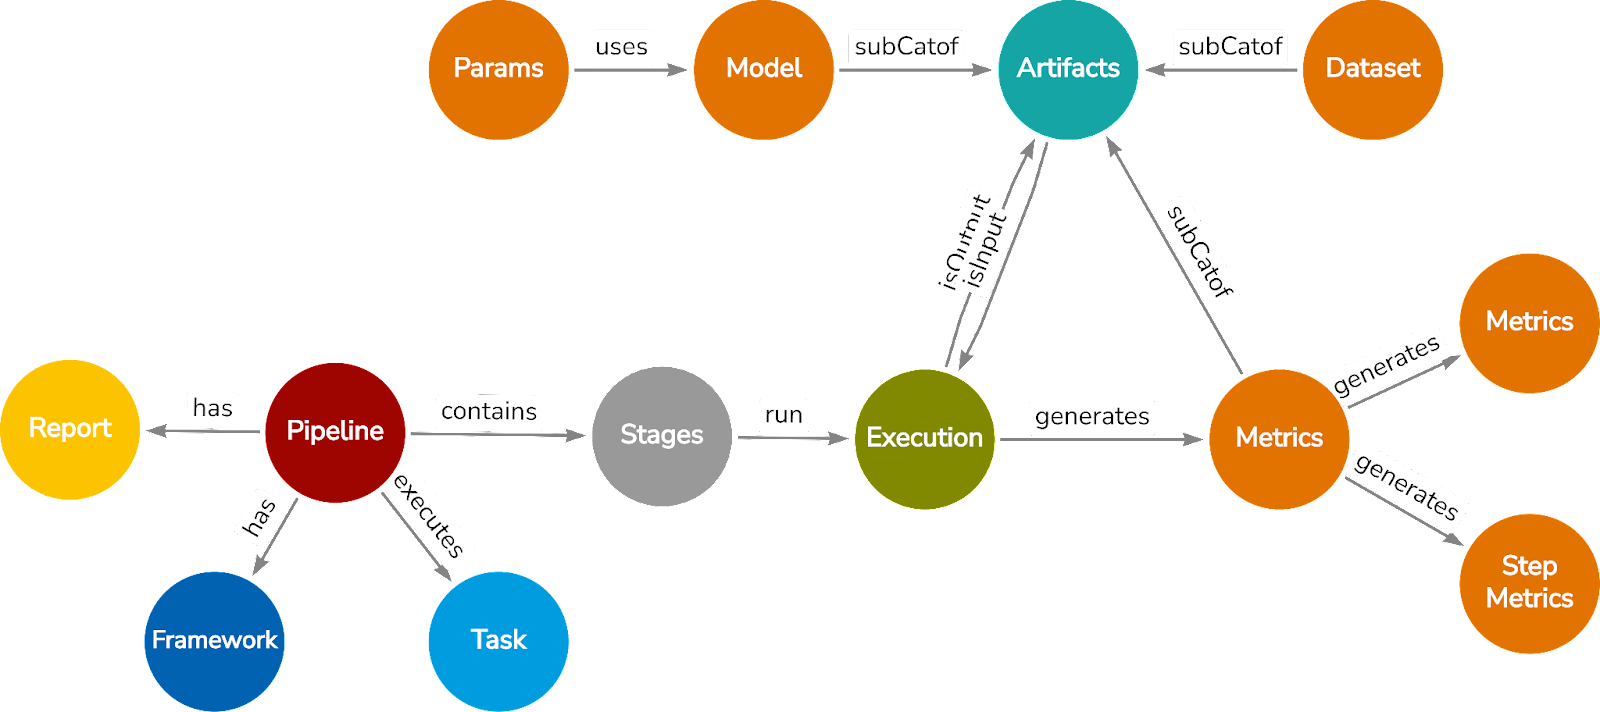 Params
uses
Model
subCatof
Artifacts
subCatof
Dataset
isOutput
isInput
subCatof
Metrics
generates
Report
has
Pipeline
contains
Stages
run
Execution
generates
Metrics
generates
has
executes
Step
Metrics
Framework
Task